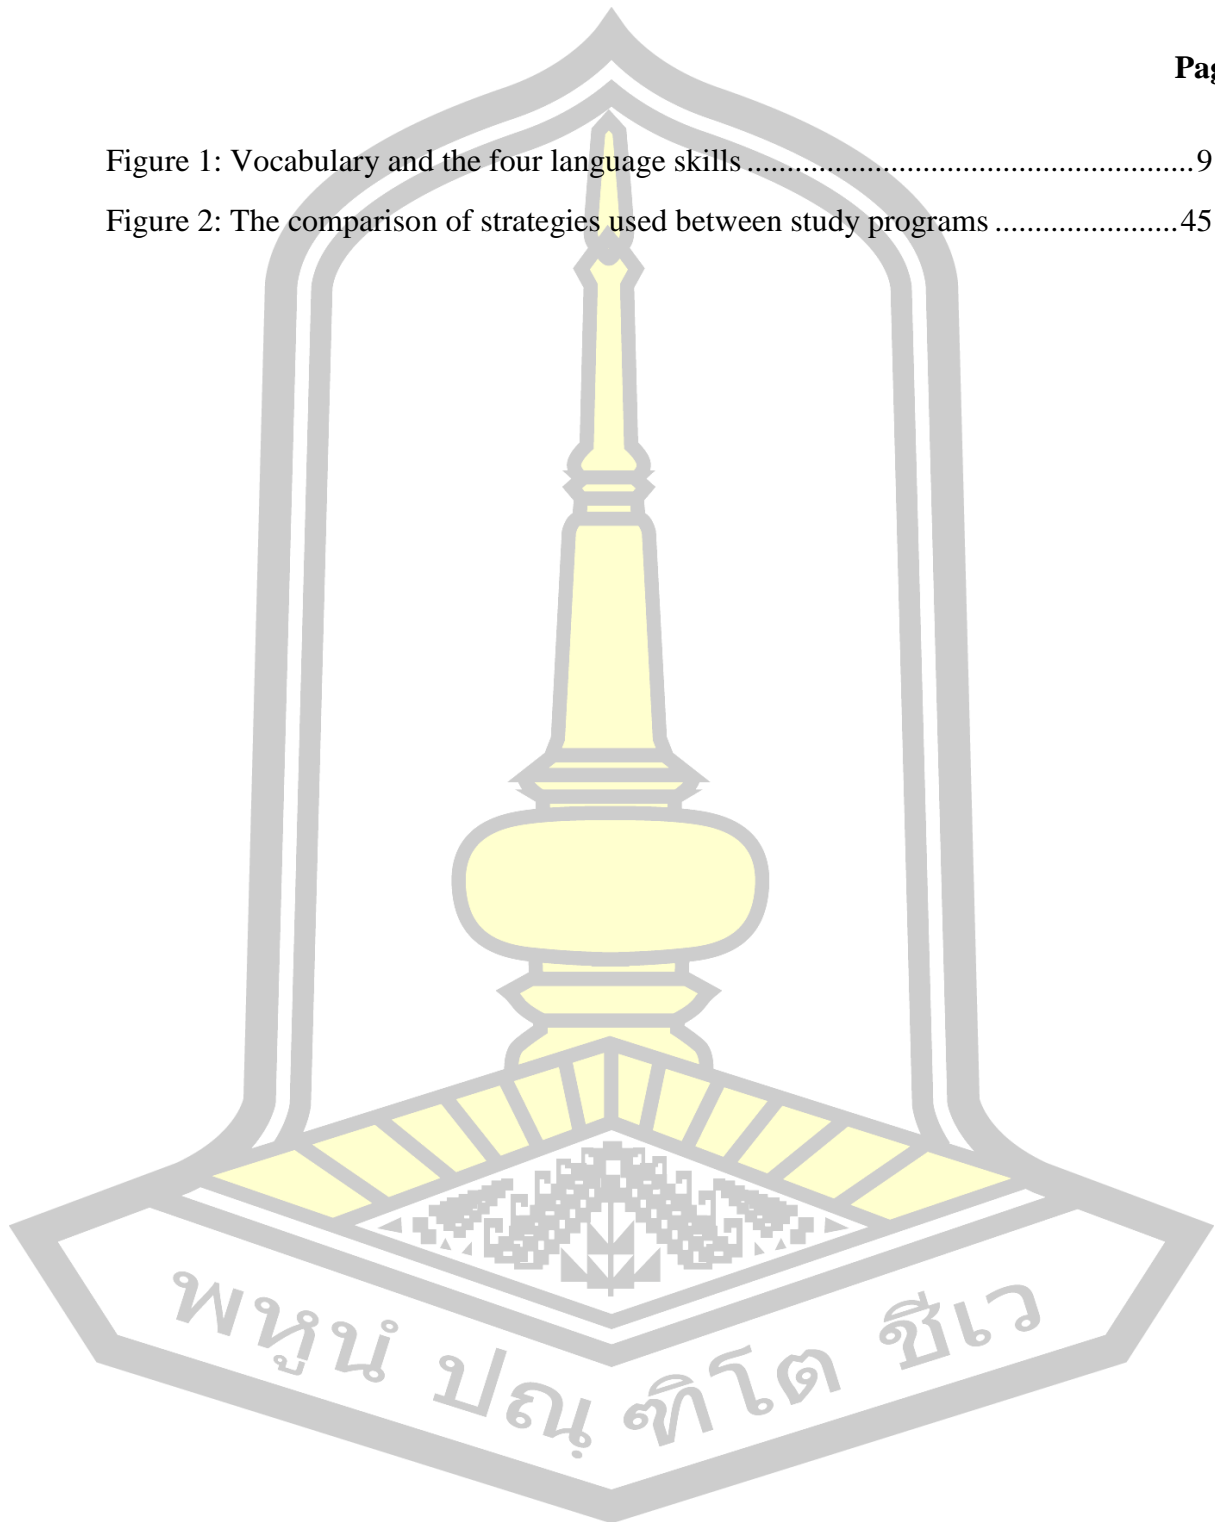 Pag
Figure 1: Vocabulary and the four language skills ........................................................ 9
Figure 2: The comparison of strategies used between study programs ....................... 45
พหูนํ ปณฺฑิโต ชีเว